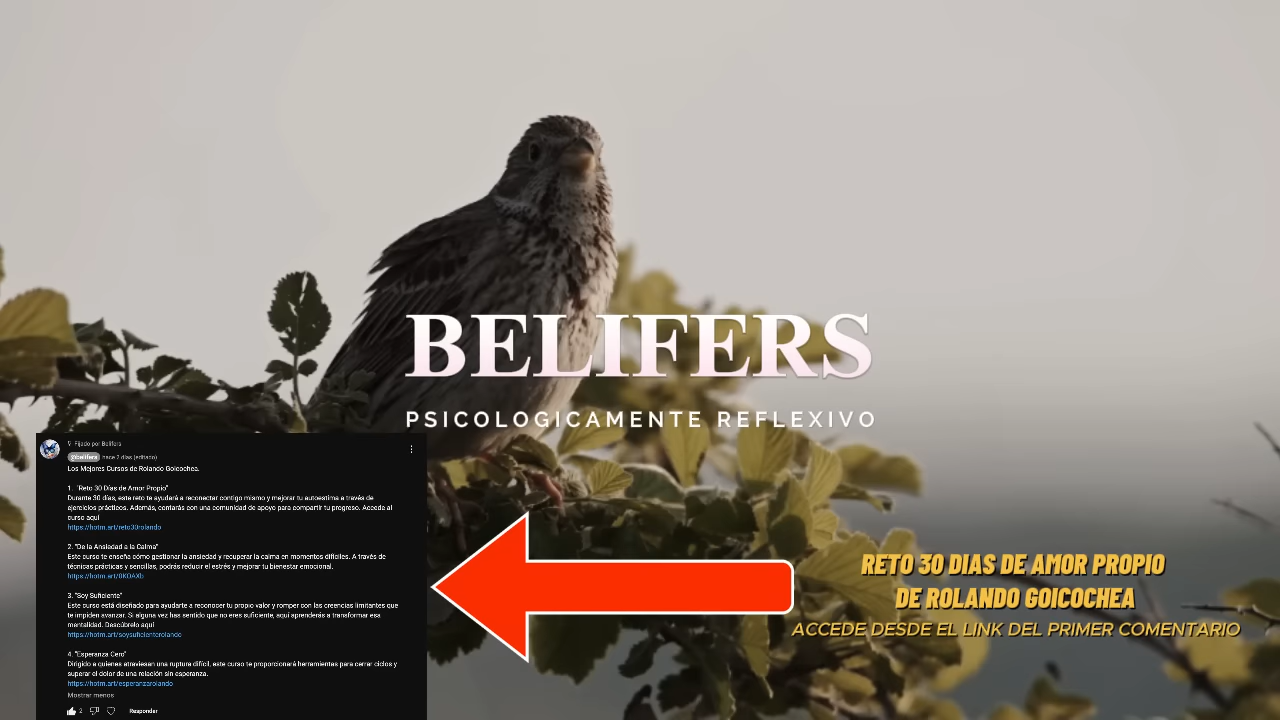 BELIFERS
PSICOLOGICAMENTE REFLEXIVO
Fijado por Belifers
@belifers hace 2 días (editado)
Los Mejores Cursos de Rolando Goicochea.
1. "Reto 30 Días de Amor Propio"
Durante 30 días, este reto te ayudará a reconectar contigo mismo y mejorar tu autoestima a través de
ejercicios prácticos. Además, contarás con una comunidad de apoyo para compartir tu progreso. Accede al
curso aquí
https://hotm.art/reto30rolando
2. "De la Ansiedad a la Calma"
Este curso te enseña cómo gestionar la ansiedad y recuperar la calma en momentos difíciles. A través de
técnicas prácticas y sencillas, podrás reducir el estrés y mejorar tu bienestar emocional.
https://hotm.art/0KOAXb
3. "Soy Suficiente"
Este curso está diseñado para ayudarte a reconocer tu propio valor y romper con las creencias limitantes que
te impiden avanzar. Si alguna vez has sentido que no eres suficiente, aquí aprenderás a transformar esa
mentalidad. Descúbrelo aquí
https://hotm.art/soysuficienterolando
4. "Esperanza Cero"
Dirigido a quienes atraviesan una ruptura difícil, este curso te proporcionará herramientas para cerrar ciclos y
superar el dolor de una relación sin esperanza.
https://hotm.art/esperanzarolando
Mostrar menos
2 Responder
RETO 30 DIAS DE AMOR PROPIO
DE ROLANDO GOICOCHEA
ACCEDE DESDE EL LINK DEL PRIMER COMENTARIO